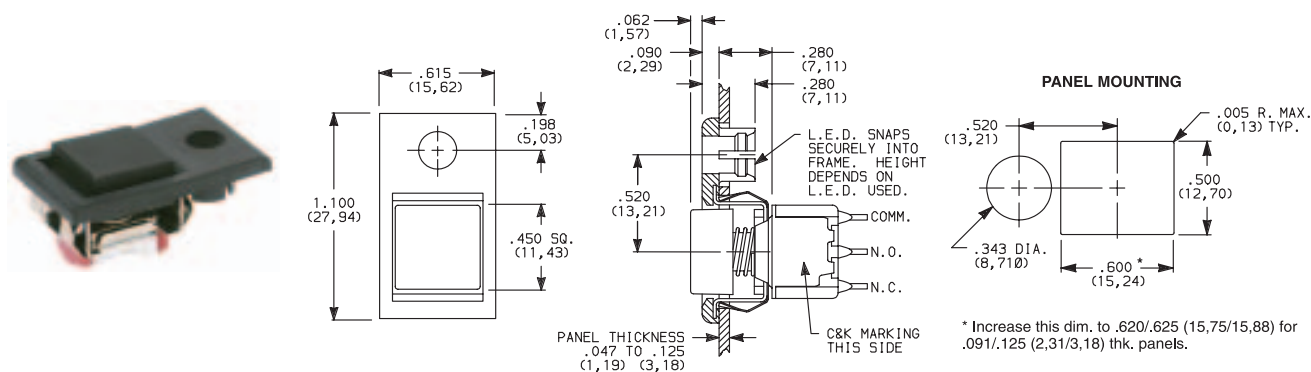 .615
(15,62)
.198
(5,03)
1.100
(27,94)
.450 SQ.
(11,43)
.062
(1,57)
.090
(2,29)
.280
(7,11)
.280
(7,11)
L.E.D. SNAPS
SECURELY INTO
FRAME. HEIGHT
DEPENDS ON
L.E.D. USED.
.520
(13,21)
COMM.
N.O.
N.C.
PANEL THICKNESS
.047 TO .125
(1,19) (3,18)
C&K MARKING
THIS SIDE
PANEL MOUNTING
.005 R. MAX.
(0,13) TYP.
.520
(13,21)
.500
(12,70)
.343 DIA.
(8,710)
.600 *
(15,24)
* Increase this dim. to .620/.625 (15,75/15,88) for
.091/.125 (2,31/3,18) thk. panels.